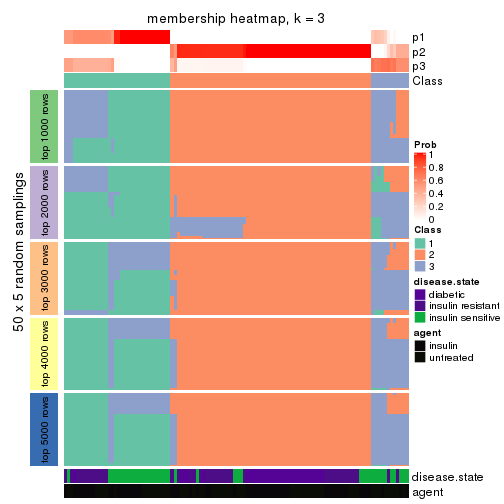 membership heatmap, k = 3
p1
p2
p3
Class
50 x 5 random samplings
top 1000 rows
top 2000 rows
top 3000 rows
top 4000 rows
top 5000 rows
Prob
1
0.8
0.6
0.4
0.2
0
Class
1
2
3
disease.state
diabetic
insulin resistant
insulin sensitive
agent
insulin
untreated
disease.state
agent